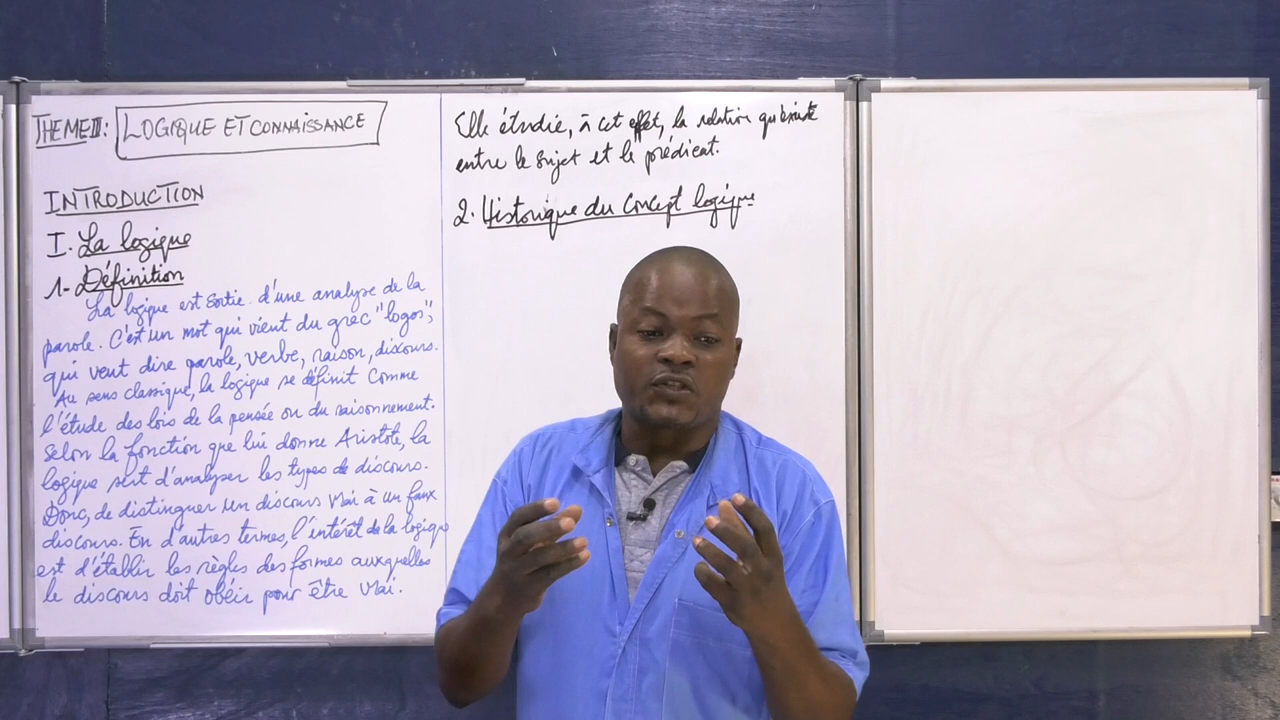 THEME II: LOGIQUE ET CONNAISSANCE
INTRODUCTION
I. La logique
1- Définition
La logique est sortie d'une analyse de la
parole. C'est un mot qui vient du grec "logos",
qui veut dire parole, verbe, raison, discours.
Au sens classique, la logique se définit comme
l'étude des lois de la pensée ou du raisonnement.
Selon la fonction que lui donne Aristote, la
logique sert d'analyser les types de discours.
Donc, de distinguer un discours vrai à un faux
discours. En d'autres termes, l'intérêt de la logique
est d'établir les règles des formes auxquelles
le discours doit obéir pour être vrai.
Elle étudie, à cet effet, la relation qui existe
entre le sujet et le prédicat.
2. Historique du concept logique